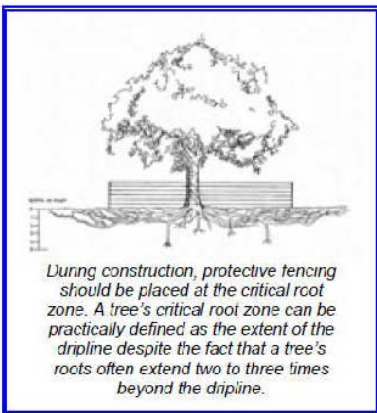 During construction, protective fencing
should be placed at the critical root
zone. A tree's critical root zone can be
practically defined as the extent of the
dripline despite the fact that a tree's
roots often extend two to three times
beyond the dripline.